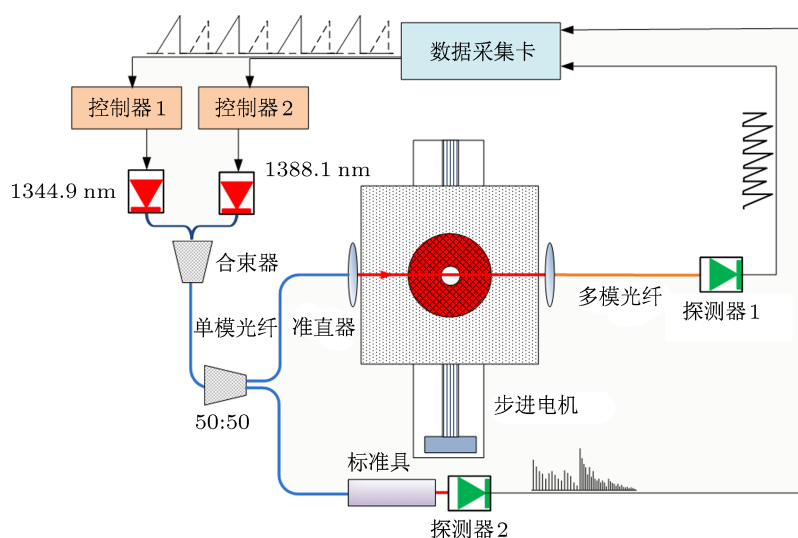 数据采集卡
控制器1
控制器2
1344.9 nm
1388.1 nm
合束器
单模光纤
准直器
多模光纤
探测器1
50:50
步进电机
标准具
探测器2